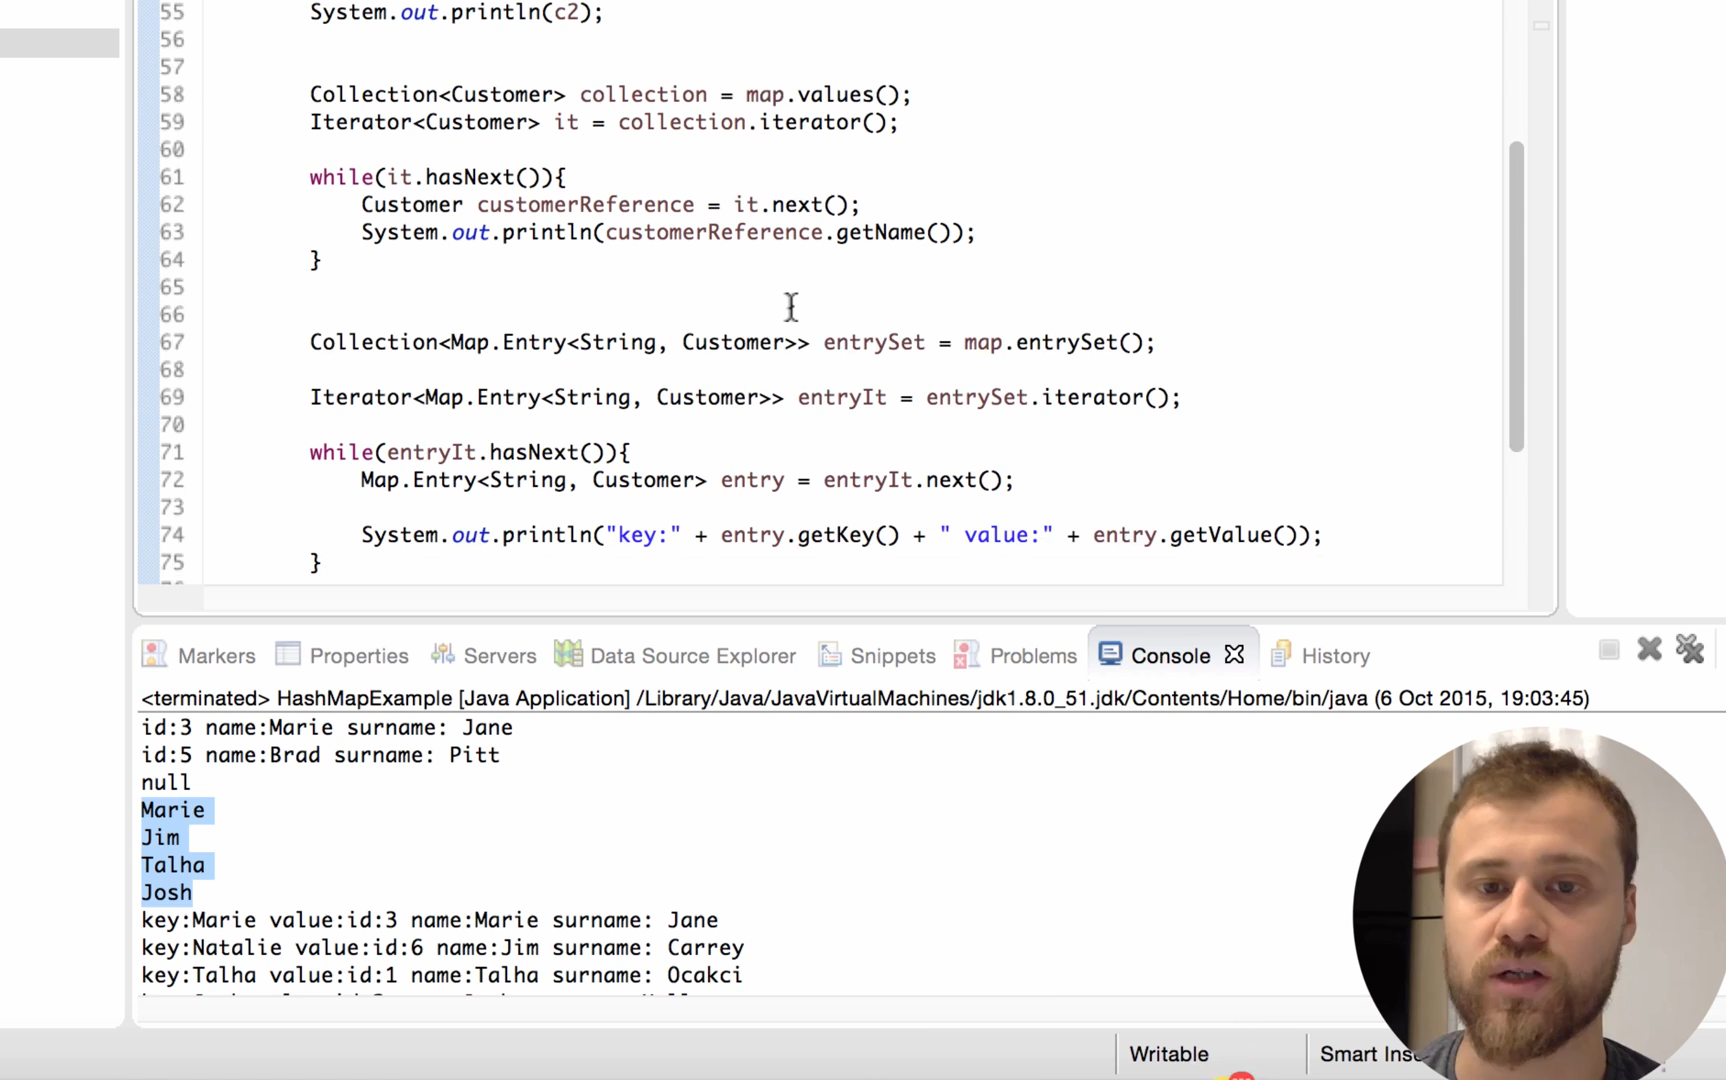 55 System.out.println(c2);
56
57
58 Collection<Customer> collection = map.values();
59 Iterator<Customer> it = collection.iterator();
60
61 while(it.hasNext()){
62 Customer customerReference = it.next();
63 System.out.println(customerReference.getName());
64 }
65
66
67 Collection<Map.Entry<String, Customer>> entrySet = map.entrySet();
68
69 Iterator<Map.Entry<String, Customer>> entryIt = entrySet.iterator();
70
71 while(entryIt.hasNext()){
72 Map.Entry<String, Customer> entry = entryIt.next();
73
74 System.out.println("key:" + entry.getKey() + " value:" + entry.getValue());
75 }
Markers Properties Servers Data Source Explorer Snippets Problems Console History
<terminated> HashMapExample [Java Application] /Library/Java/JavaVirtualMachines/jdk1.8.0_51.jdk/Contents/Home/bin/java (6 Oct 2015, 19:03:45)
id:3 name:Marie surname: Jane
id:5 name:Brad surname: Pitt
null
Marie
Jim
Talha
Josh
key:Marie value:id:3 name:Marie surname: Jane
key:Natalie value:id:6 name:Jim surname: Carrey
key:Talha value:id:1 name:Talha surname: Ocakci
Writable Smart